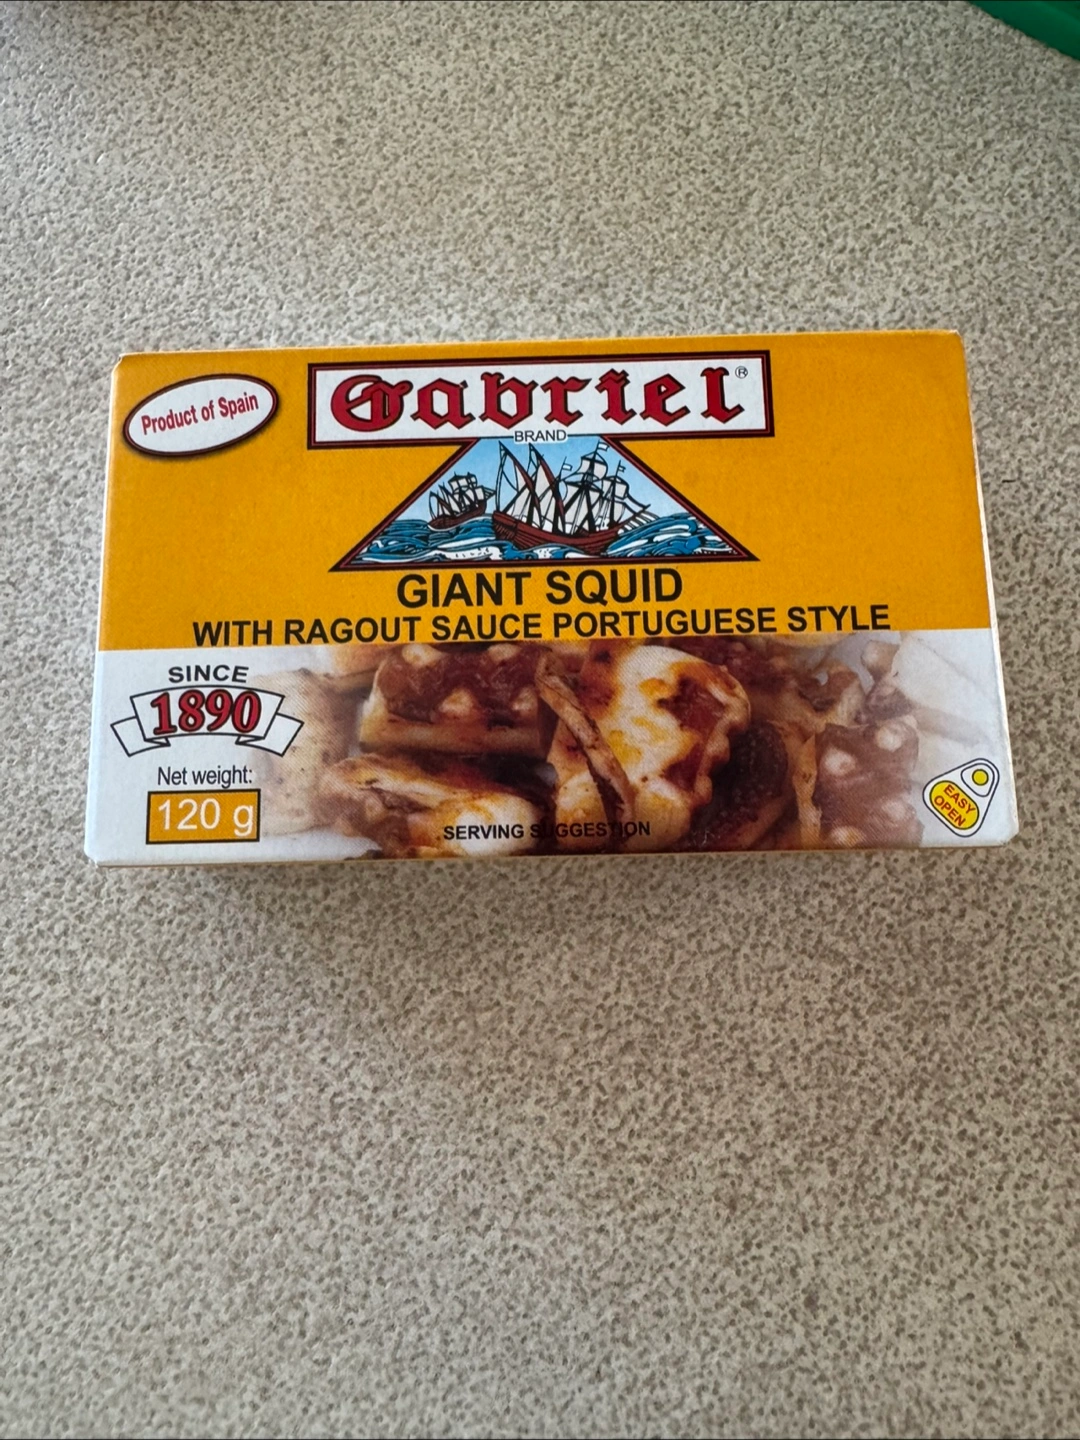 Product of Spain
Gabriel®
BRAND
GIANT SQUID
WITH RAGOUT SAUCE PORTUGUESE STYLE
SINCE
1890
Net weight:
120 g
SERVING SUGGESTION
EASY
OPEN